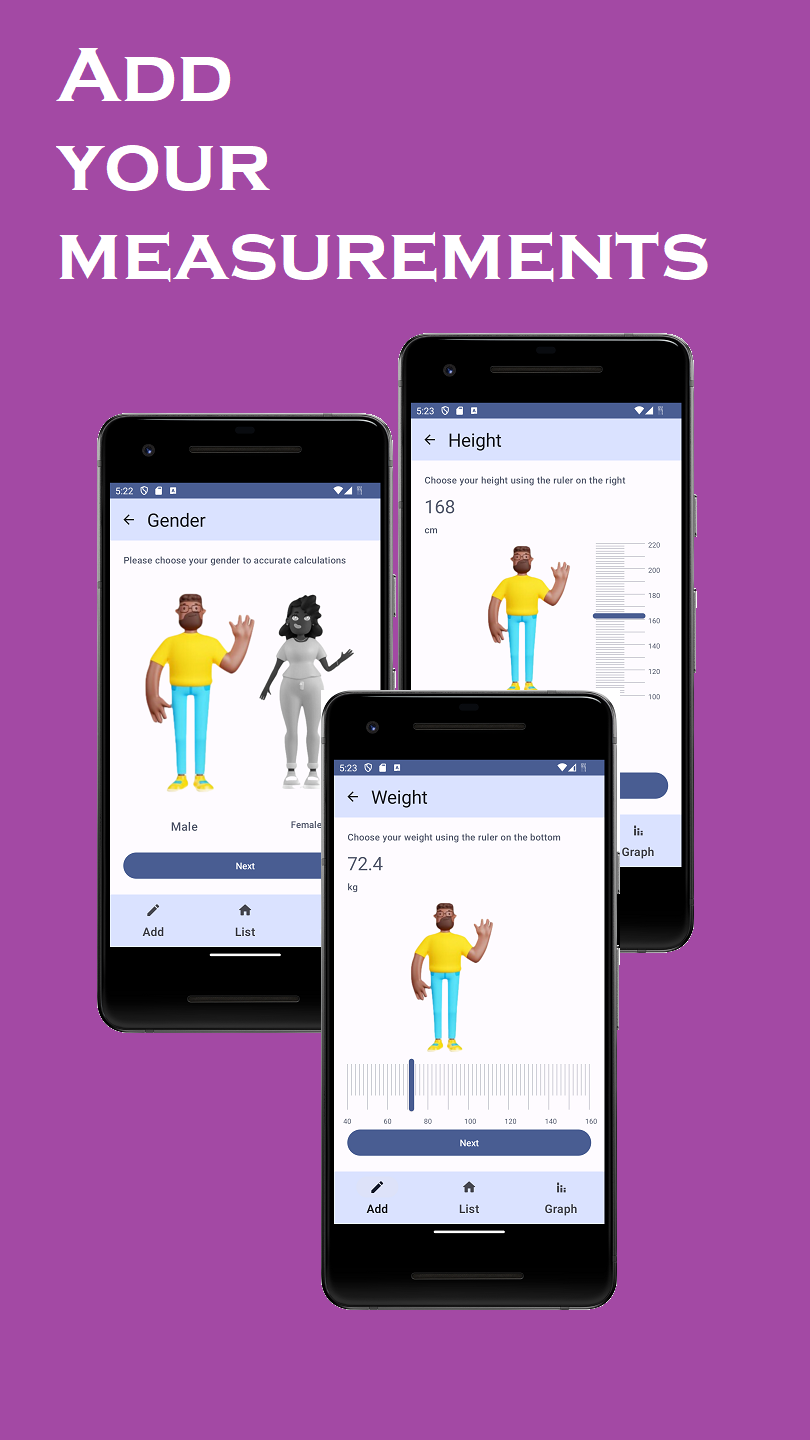 Add
your
measurements
5:22
Gender
Please choose your gender to accurate calculations
Male
Female
Next
Add
List
5:23
Height
Choose your height using the ruler on the right
168
cm
220
200
180
160
140
120
100
Graph
5:23
Weight
Choose your weight using the ruler on the bottom
72.4
kg
40 60 80 100 120 140 160
Next
Add List Graph